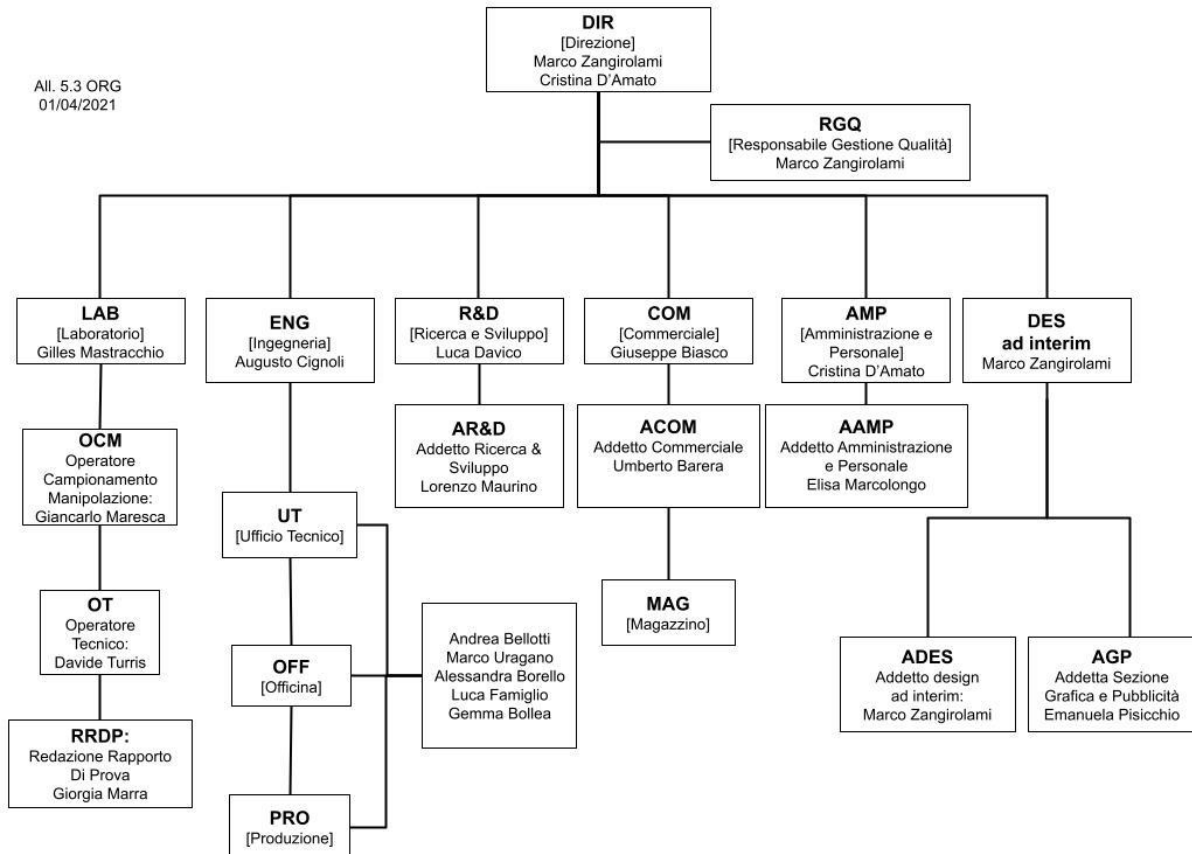 DIR
[Direzione]
Marco Zangirolami
Cristina D'Amato
All. 5.3 ORG
01/04/2021
RGQ
[Responsabile Gestione Qualità]
Marco Zangirolami
LAB
[Laboratorio]
Gilles Mastracchio
ENG
[Ingegneria]
Augusto Cignoli
R&D
[Ricerca e Sviluppo]
Luca Davico
COM
[Commerciale]
Giuseppe Biasco
AMP
[Amministrazione e
Personale]
Cristina D'Amato
DES
ad interim
Marco Zangirolami
OCM
Operatore
Campionamento
Manipolazione:
Giancarlo Maresca
AR&D
Addetto Ricerca &
Sviluppo
Lorenzo Maurino
ACOM
Addetto Commerciale
Umberto Barera
AAMP
Addetto Amministrazione
e Personale
Elisa Marcolongo
UT
[Ufficio Tecnico]
OT
Operatore
Tecnico:
Davide Turris
MAG
[Magazzino]
OFF
[Officina]
Andrea Bellotti
Marco Uragano
Alessandra Borello
Luca Famiglio
Gemma Bollea
ADES
Addetto design
ad interim:
Marco Zangirolami
AGP
Addetta Sezione
Grafica e Pubblicità
Emanuela Pisicchio
RRDP:
Redazione Rapporto
Di Prova
Giorgia Marra
PRO
[Produzione]